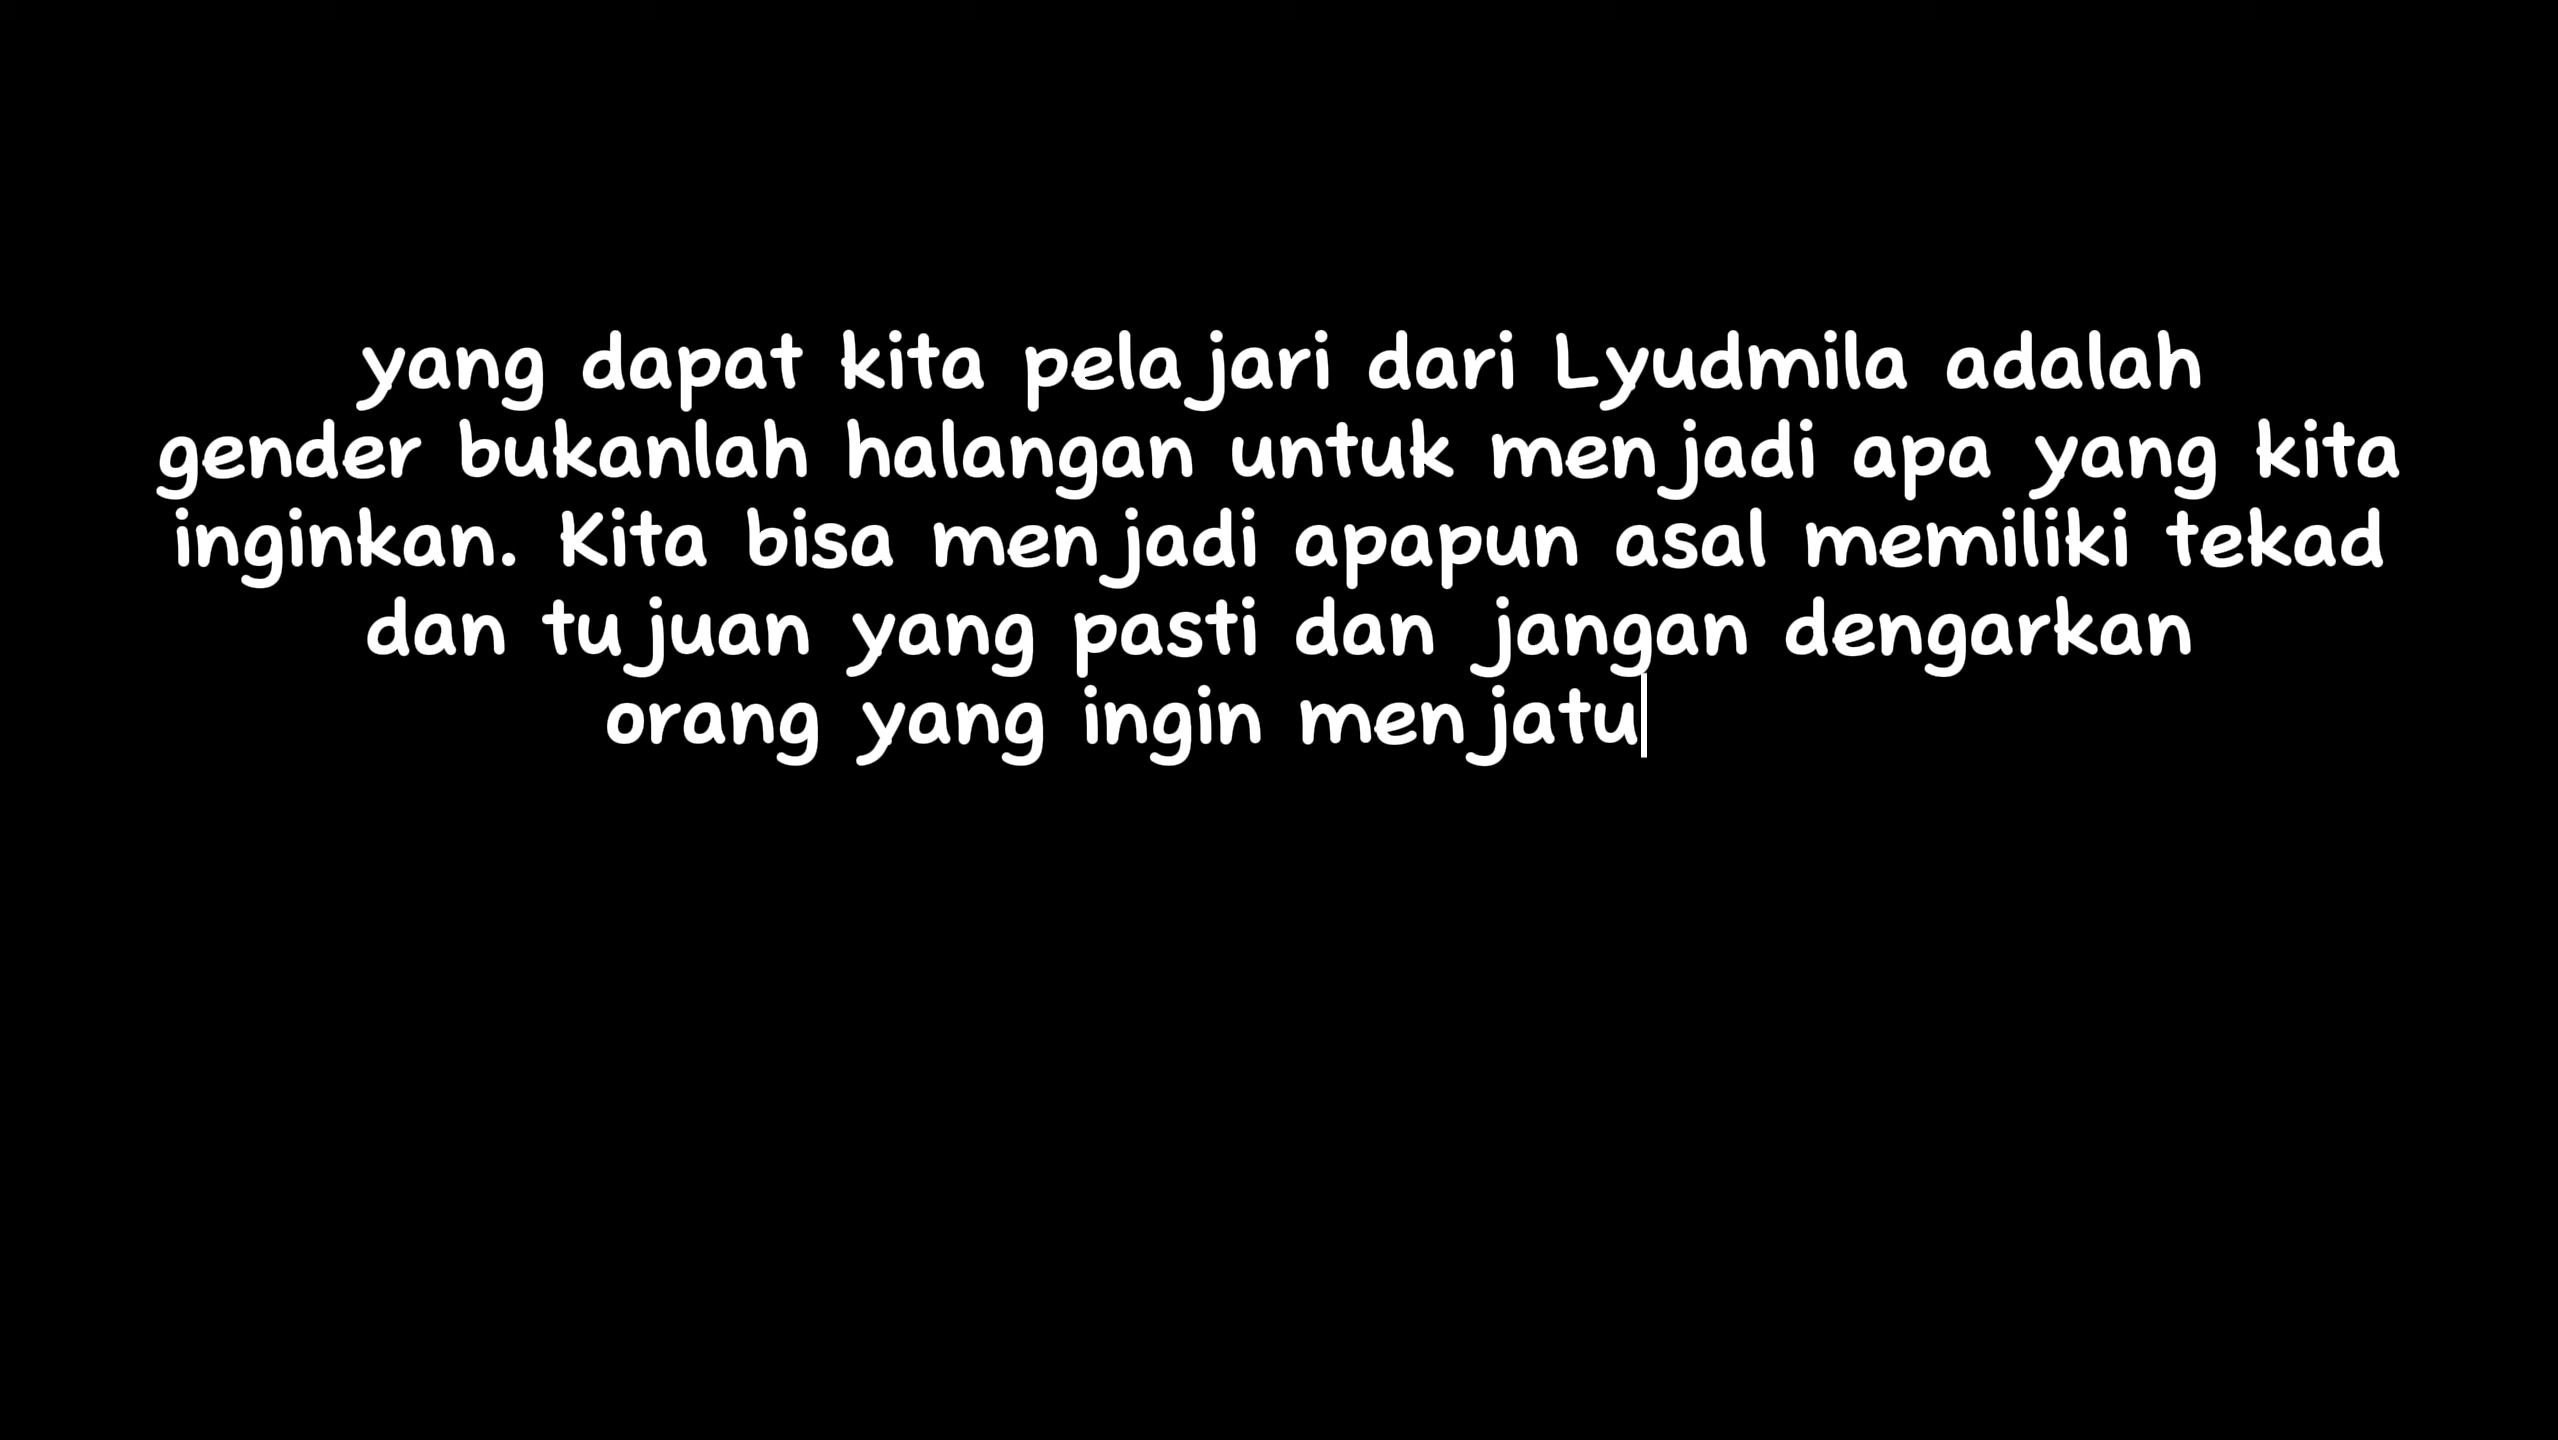 yang dapat kita pelajari dari Lyudmila adalah
gender bukanlah halangan untuk menjadi apa yang kita
inginkan. Kita bisa menjadi apapun asal memiliki tekad
dan tujuan yang pasti dan jangan dengarkan
orang yang ingin menjatu